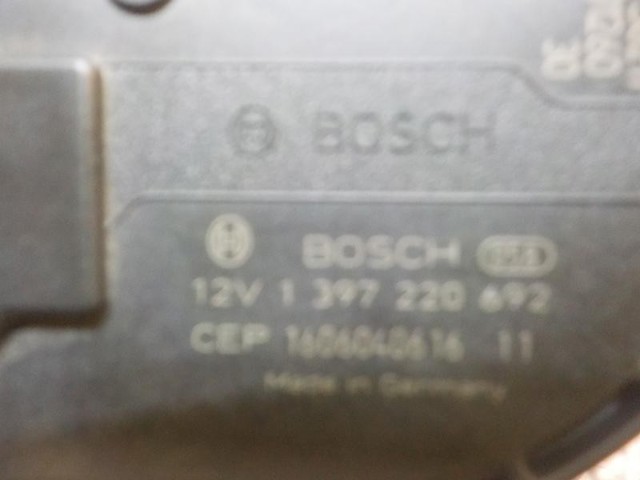 BOSCH
BOSCH
12V 1 397 220 692
CEP 1606040616 11
Made in Germany